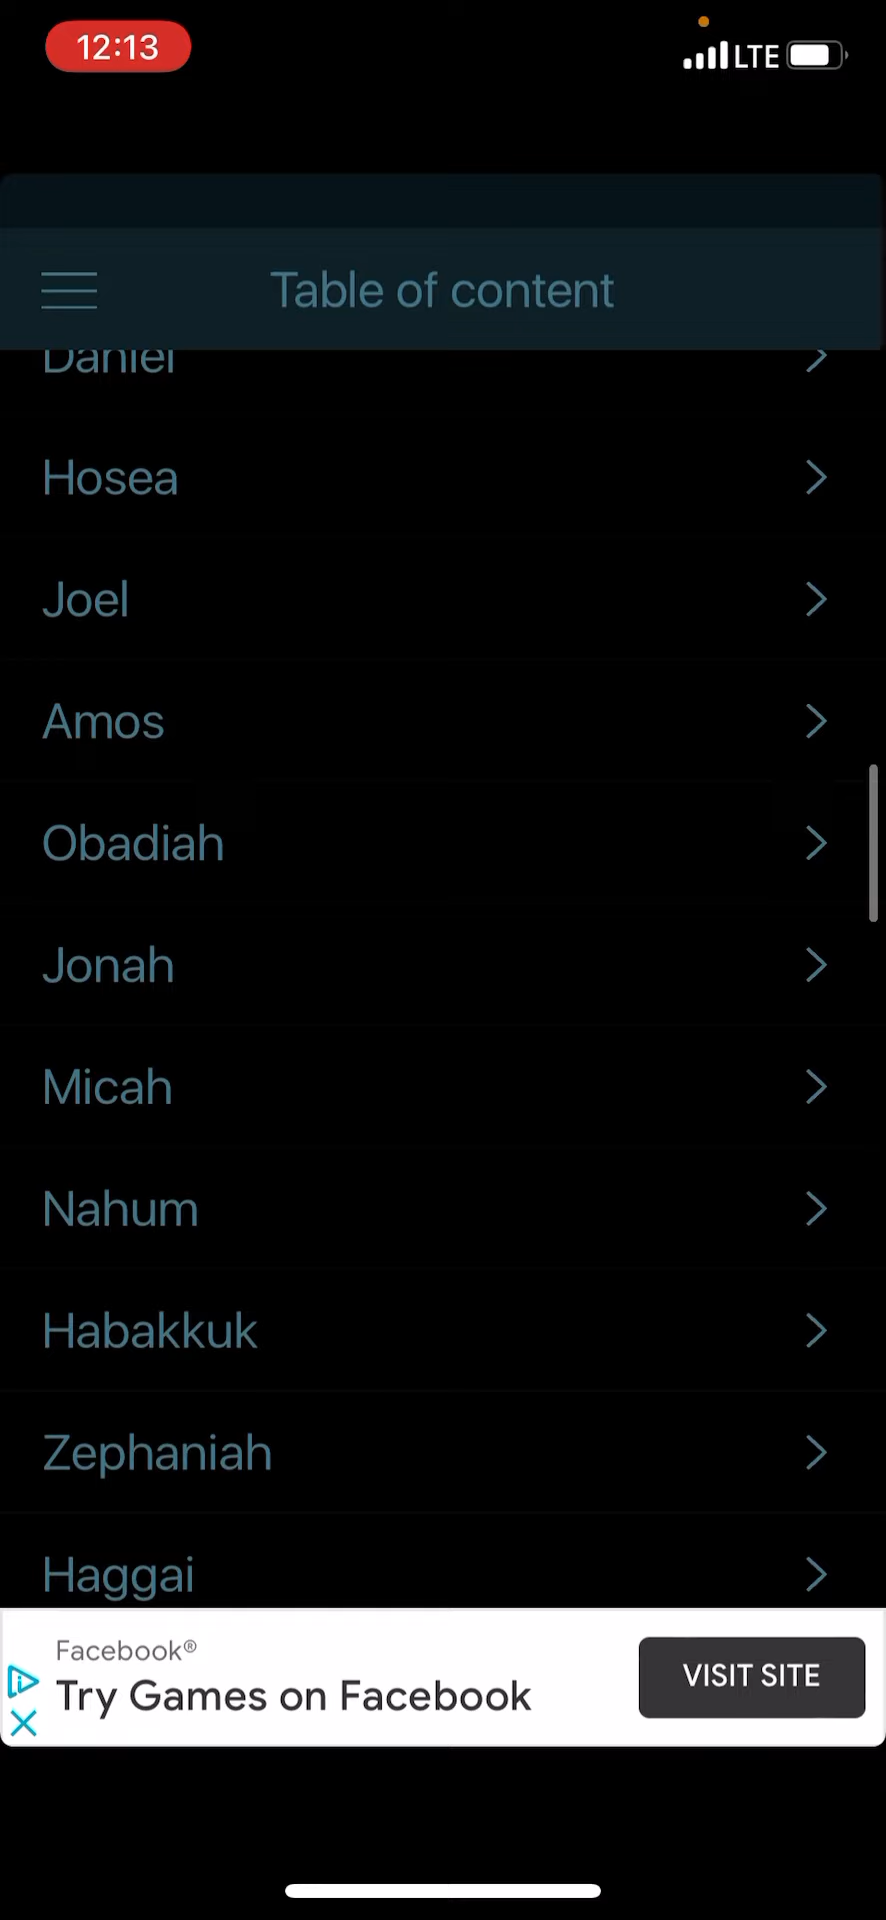 12:13
LTE
Table of content
Daniel
Hosea
Joel
Amos
Obadiah
Jonah
Micah
Nahum
Habakkuk
Zephaniah
Haggai
Facebook®
Try Games on Facebook
VISIT SITE